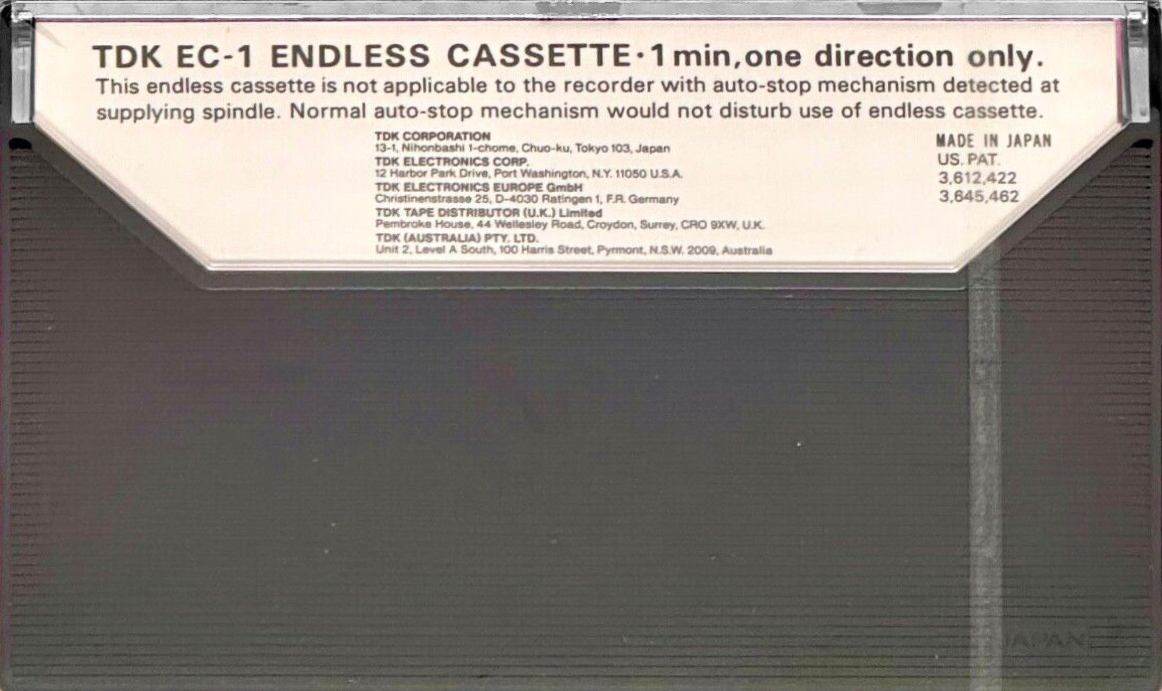 TDK EC-1 ENDLESS CASSETTE·1min,one direction only.
This endless cassette is not applicable to the recorder with auto-stop mechanism detected at
supplying spindle. Normal auto-stop mechanism would not disturb use of endless cassette.
TDK CORPORATION
13-1, Nihonbashi 1-chome, Chuo-ku, Tokyo 103, Japan
TDK ELECTRONICS CORP.
12 Harbor Park Drive, Port Washington, N.Y. 11050 U.S.A.
TDK ELECTRONICS EUROPE GmbH
Christinenstrasse 25, D-4030 Ratingen 1, F.R. Germany
TDK TAPE DISTRIBUTOR (U.K.) Limited
Pembroke House, 44 Wellesley Road, Croydon, Surrey, CRO 9XW, U.K.
TDK (AUSTRALIA) PTY. LTD.
Unit 2, Level A South, 100 Harris Street, Pyrmont, N.S.W. 2009, Australia
MADE IN JAPAN
US. PAT.
3,612,422
3,645,462
JAPAN